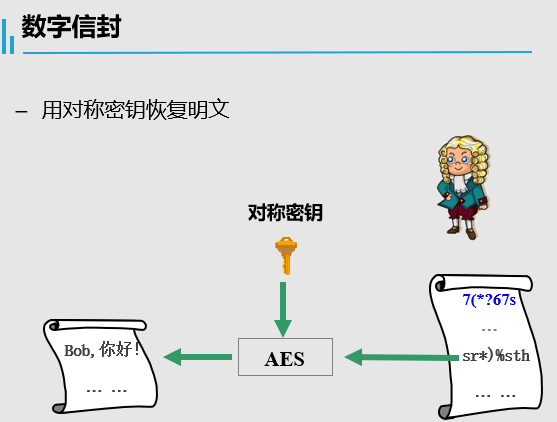 数字信封
– 用对称密钥恢复明文
对称密钥
7(*?67s
...
Bob,你好!
AES
sr*)%sth
... ...
... ...